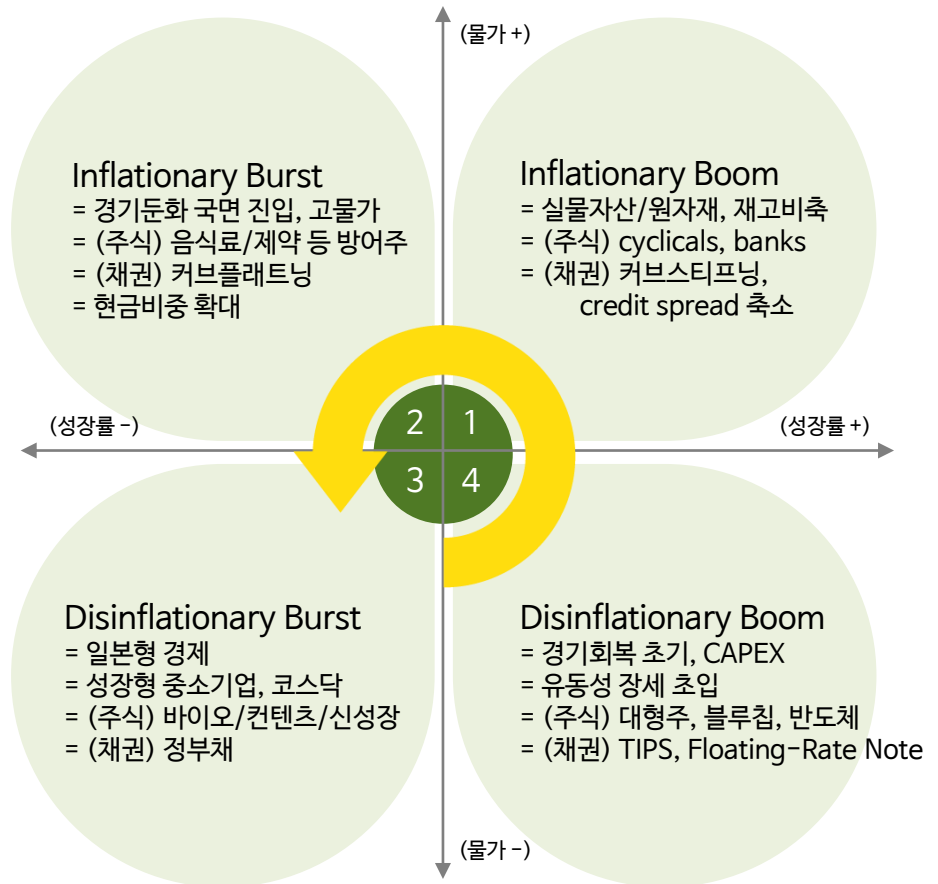 (물가 +)
Inflationary Burst
= 경기둔화 국면 진입, 고물가
= (주식) 음식료/제약 등 방어주
= (채권) 커브플래트닝
= 현금비중 확대
Inflationary Boom
= 실물자산/원자재, 재고비축
= (주식) cyclicals, banks
= (채권) 커브스티프닝,
credit spread 축소
(성장률 -)
2
1
(성장률 +)
3
4
Disinflationary Burst
= 일본형 경제
= 성장형 중소기업, 코스닥
= (주식) 바이오/컨텐츠/신성장
= (채권) 정부채
Disinflationary Boom
= 경기회복 초기, CAPEX
= 유동성 장세 초입
= (주식) 대형주, 블루칩, 반도체
= (채권) TIPS, Floating-Rate Note
(물가 -)